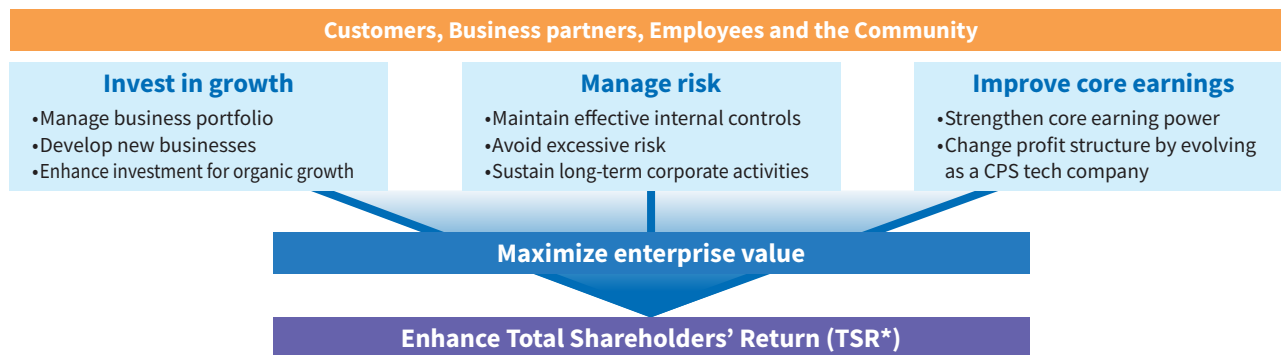 Customers, Business partners, Employees and the Community
Invest in growth
•Manage business portfolio
•Develop new businesses
•Enhance investment for organic growth
Manage risk
•Maintain effective internal controls
•Avoid excessive risk
•Sustain long-term corporate activities
Improve core earnings
•Strengthen core earning power
•Change profit structure by evolving
as a CPS tech company
Maximize enterprise value
Enhance Total Shareholders’ Return (TSR*)